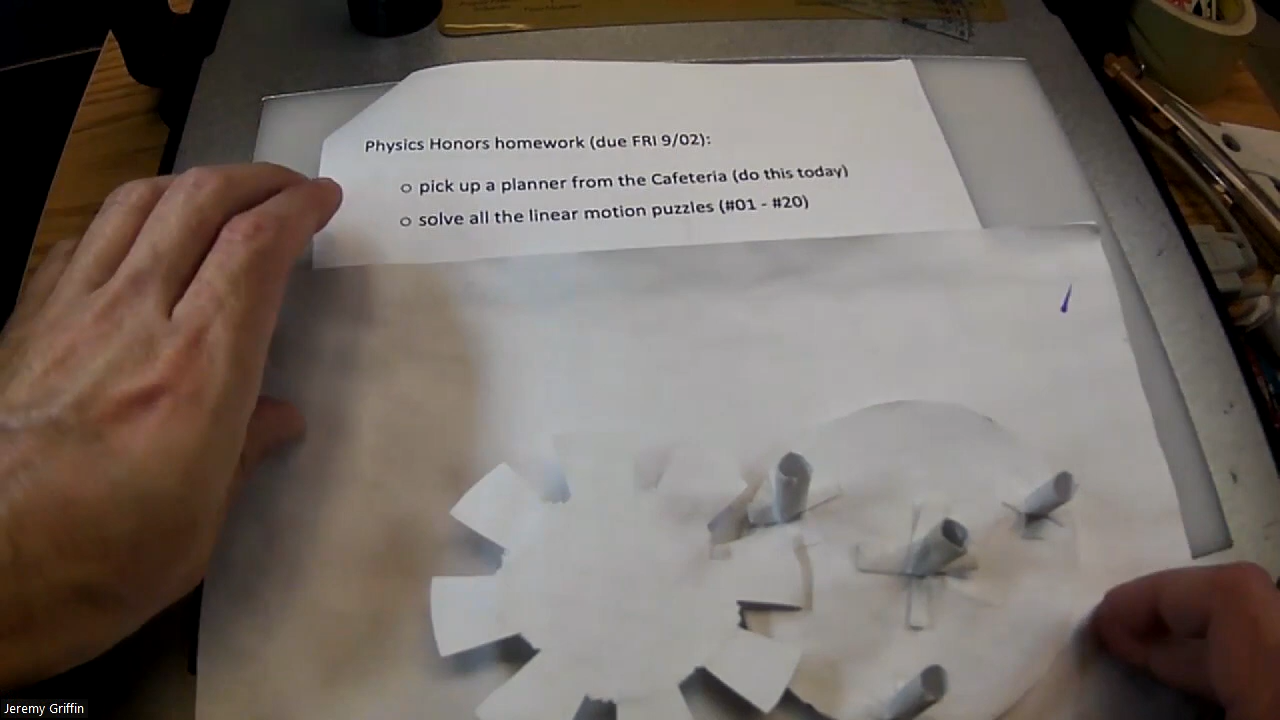 Physics Honors homework (due FRI 9/02):
o pick up a planner from the Cafeteria (do this today)
o solve all the linear motion puzzles (#01 - #20)
Jeremy Griffin